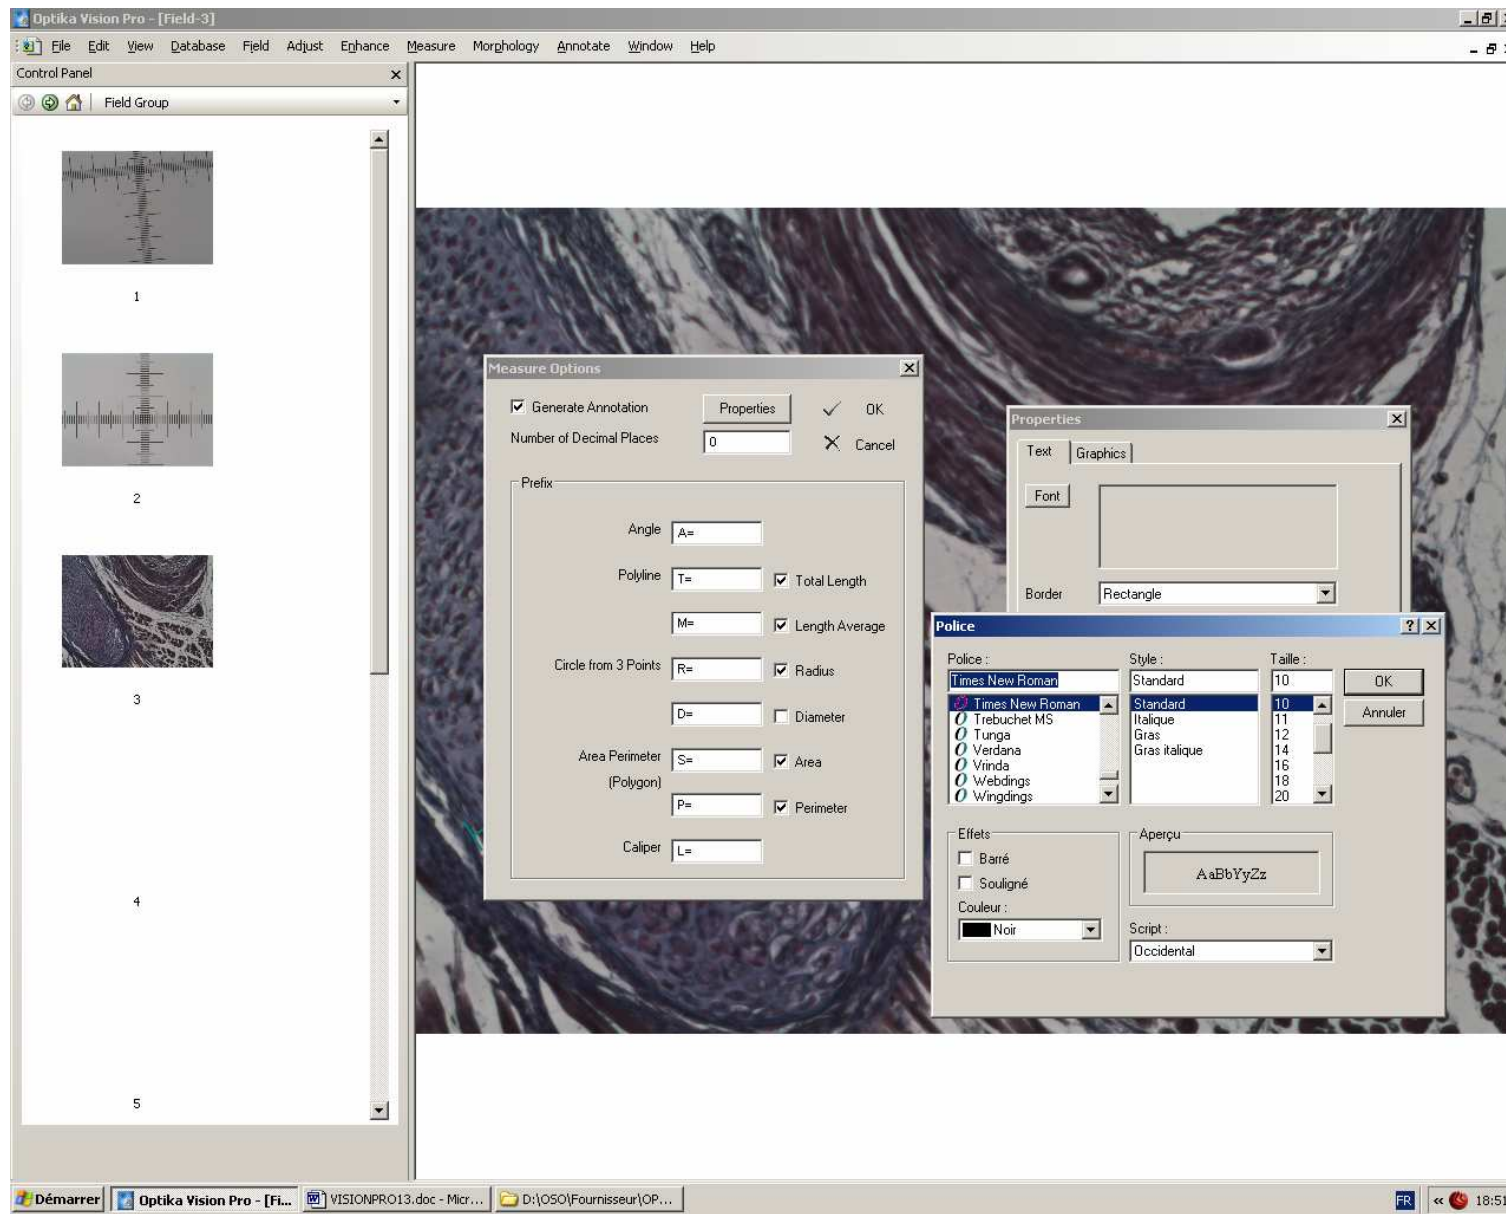 Optika Vision Pro - [Field-3]
File Edit View Database Field Adjust Enhance Measure Morphology Annotate Window Help
Control Panel
Field Group
1
2
3
4
5
Measure Options
Generate Annotation Properties OK
Number of Decimal Places 0 Cancel
Prefix
Angle A=
Polyline T= Total Length
M= Length Average
Circle from 3 Points R= Radius
D= Diameter
Area Perimeter S= Area
(Polygon)
P= Perimeter
Caliper L=
Properties
Text Graphics
Font
Border Rectangle
Police
Police : Style : Taille :
Times New Roman Standard 10 OK
Times New Roman Standard 10 Annuler
Trebuchet MS Italique 11
Tunga Gras 12
Verdana Gras italique 14
Vrinda 16
Webdings 18
Wingdings 20
Effets Aperçu
Barré
AaBbYyZz
Souligné
Couleur :
Noir Script :
Occidental
Démarrer Optika Vision Pro - [Fi... VISIONPRO13.doc - Micr... D:\OSO\Fournisseur\OP... FR « 18:51